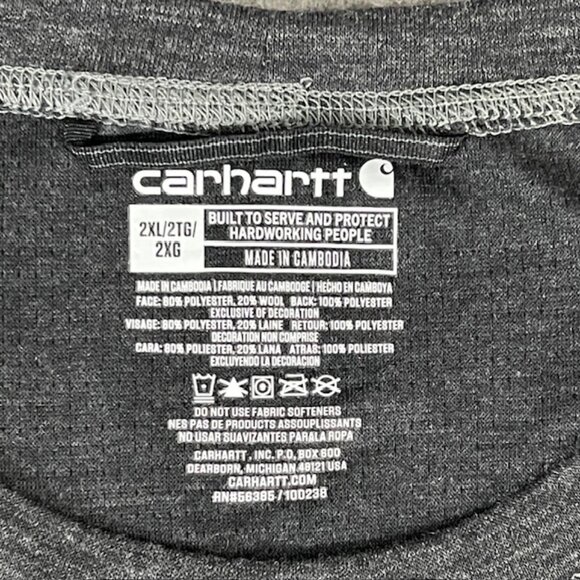 carhartt
2XL/2TG/
2XG
BUILT TO SERVE AND PROTECT
HARDWORKING PEOPLE
MADE IN CAMBODIA
MADE IN CAMBODIA | FABRIQUE AU CAMBODGE | HECHO EN CAMBOYA
FACE: 80% POLYESTER, 20% WOOL BACK: 100% POLYESTER
EXCLUSIVE OF DECORATION
VISAGE: 80% POLYESTER, 20% LAINE RETOUR: 100% POLYESTER
DECORATION NON COMPRISE
CARA: 80% POLIESTER, 20% LANA ATRAS: 100% POLIESTER
EXCLUYENDO LA DECORACION
DO NOT USE FABRIC SOFTENERS
NES PAS DE PRODUCTS ASSOUPLISSANTS
NO USAR SUAVIZANTES PARA LA ROPA
CARHARTT, INC. P.O. BOX 600
DEARBORN, MICHIGAN 48121 USA
CARHARTT.COM
RN#56385/100238